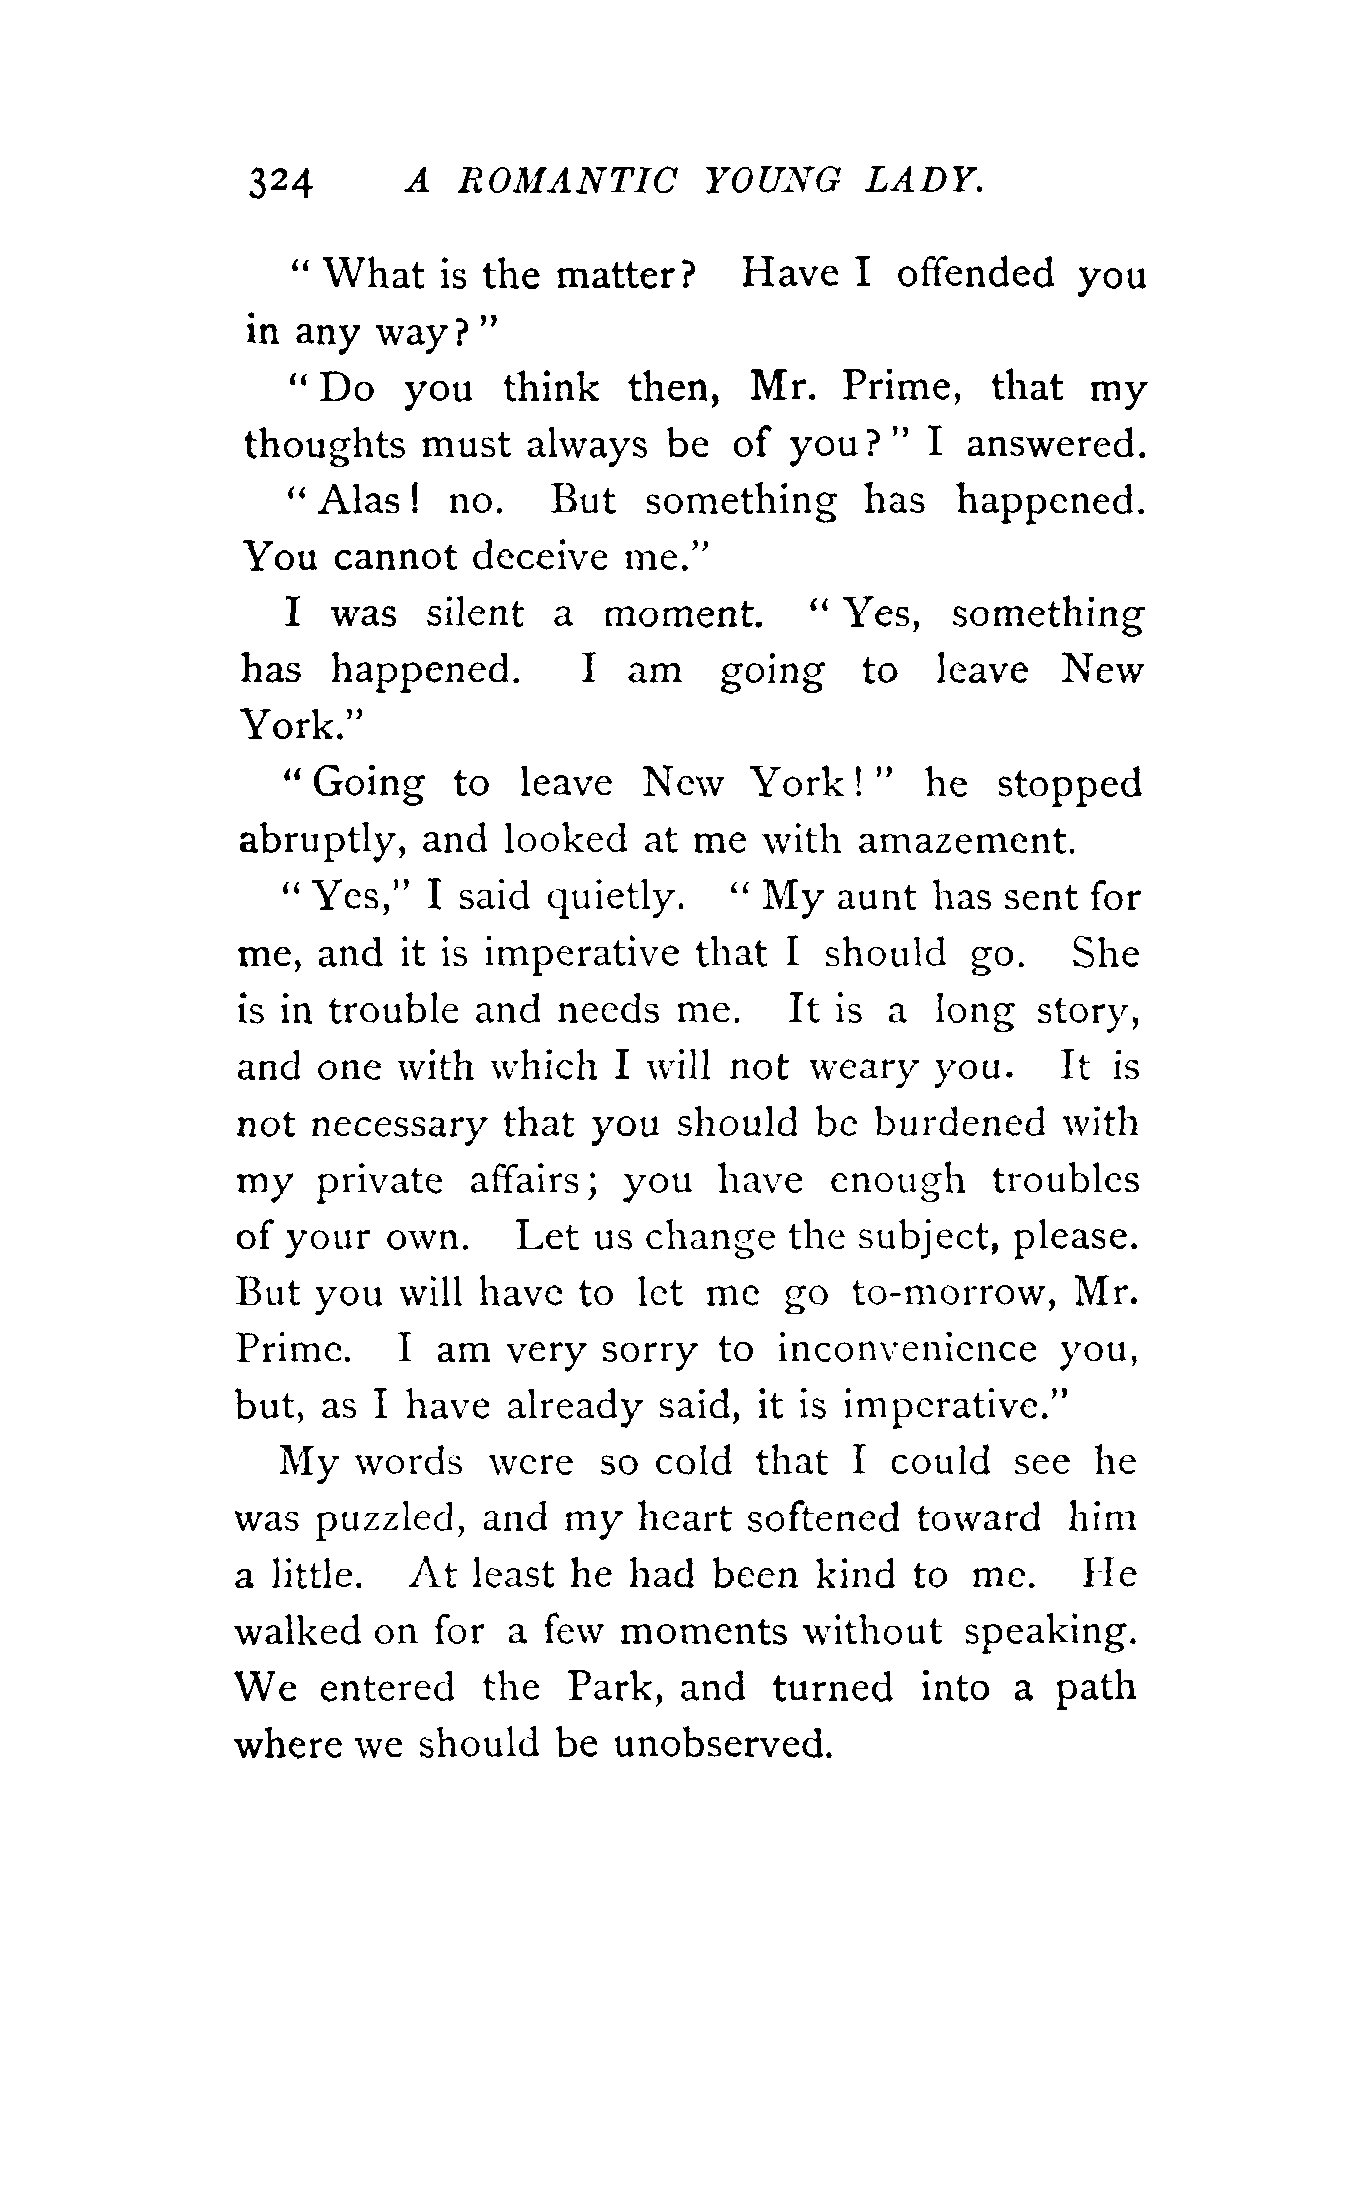 324 A ROMANTIC YOUNG LADY.
“ What is the matter? Have I offended you
in any way? ”
“ Do you think then, Mr. Prime, that my
thoughts must always be of you? ” I answered.
“ Alas! no. But something has happened.
You cannot deceive me.”
I was silent a moment. “ Yes, something
has happened. I am going to leave New
York.”
“ Going to leave New York! ” he stopped
abruptly, and looked at me with amazement.
“ Yes,” I said quietly. “ My aunt has sent for
me, and it is imperative that I should go. She
is in trouble and needs me. It is a long story,
and one with which I will not weary you. It is
not necessary that you should be burdened with
my private affairs; you have enough troubles
of your own. Let us change the subject, please.
But you will have to let me go to-morrow, Mr.
Prime. I am very sorry to inconvenience you,
but, as I have already said, it is imperative.”
My words were so cold that I could see he
was puzzled, and my heart softened toward him
a little. At least he had been kind to me. He
walked on for a few moments without speaking.
We entered the Park, and turned into a path
where we should be unobserved.